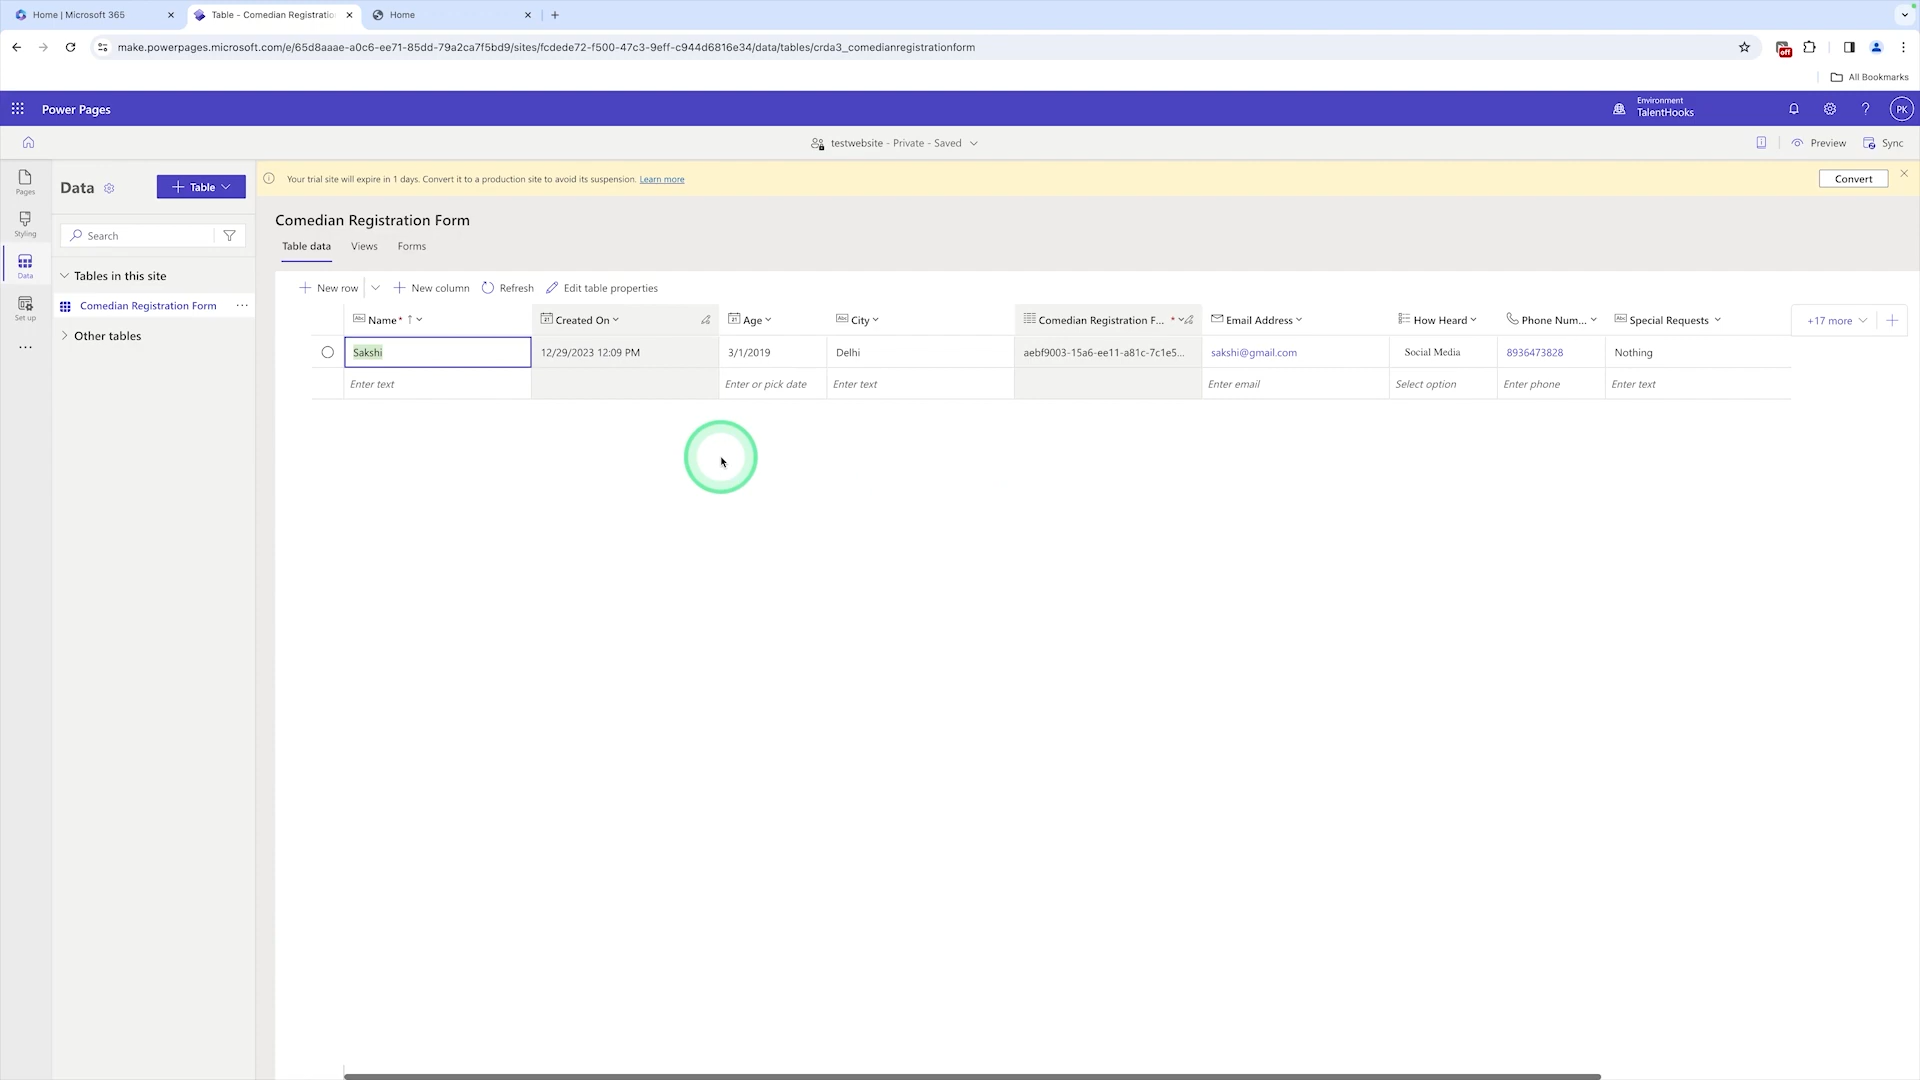 Home | Microsoft 365
Table - Comedian Registratio
Home
make.powerpages.microsoft.com/e/65d8aaae-a0c6-ee71-85dd-79a2ca7f5bd9/sites/fcdede72-f500-47c3-9eff-c944d6816e34/data/tables/crda3_comedianregistrationform
off
All Bookmarks
Power Pages
Environment
TalentHooks
PK
testwebsite - Private - Saved
Preview
Sync
Pages
Styling
Data
Set up
Data
Table
Search
Tables in this site
Comedian Registration Form
Other tables
Your trial site will expire in 1 days. Convert it to a production site to avoid its suspension. Learn more
Convert
Comedian Registration Form
Table data Views Forms
New row New column Refresh Edit table properties
Name * Created On Age City Comedian Registration F... * Email Address How Heard Phone Num... Special Requests +17 more
Sakshi 12/29/2023 12:09 PM 3/1/2019 Delhi aebf9003-15a6-ee11-a81c-7c1e5... sakshi@gmail.com Social Media 8936473828 Nothing
Enter text Enter or pick date Enter text Enter email Select option Enter phone Enter text